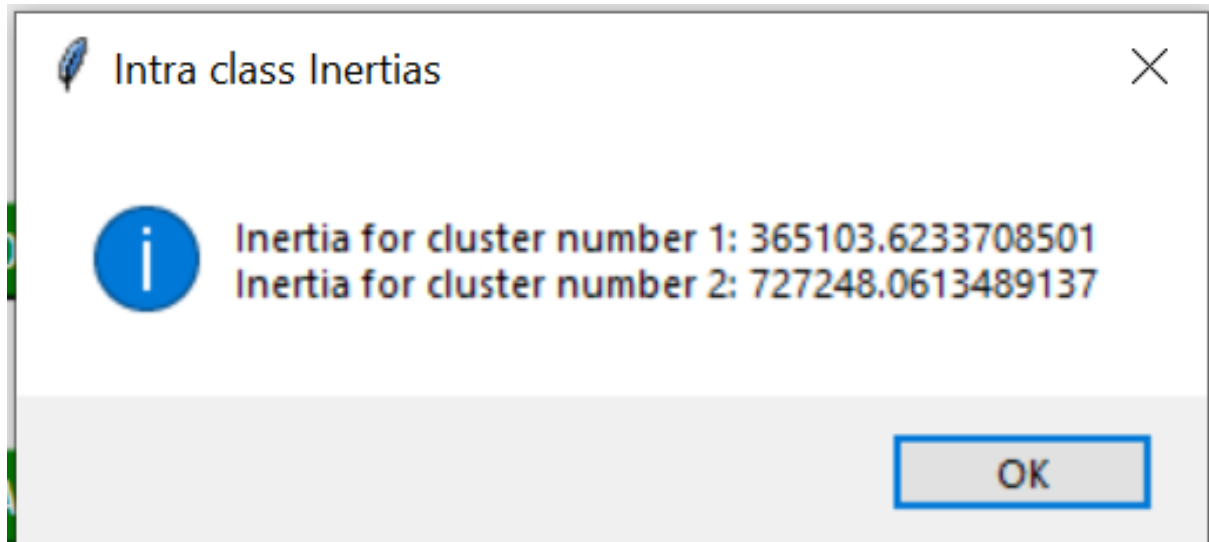 Intra class Inertias
Inertia for cluster number 1: 365103.6233708501
Inertia for cluster number 2: 727248.0613489137
OK